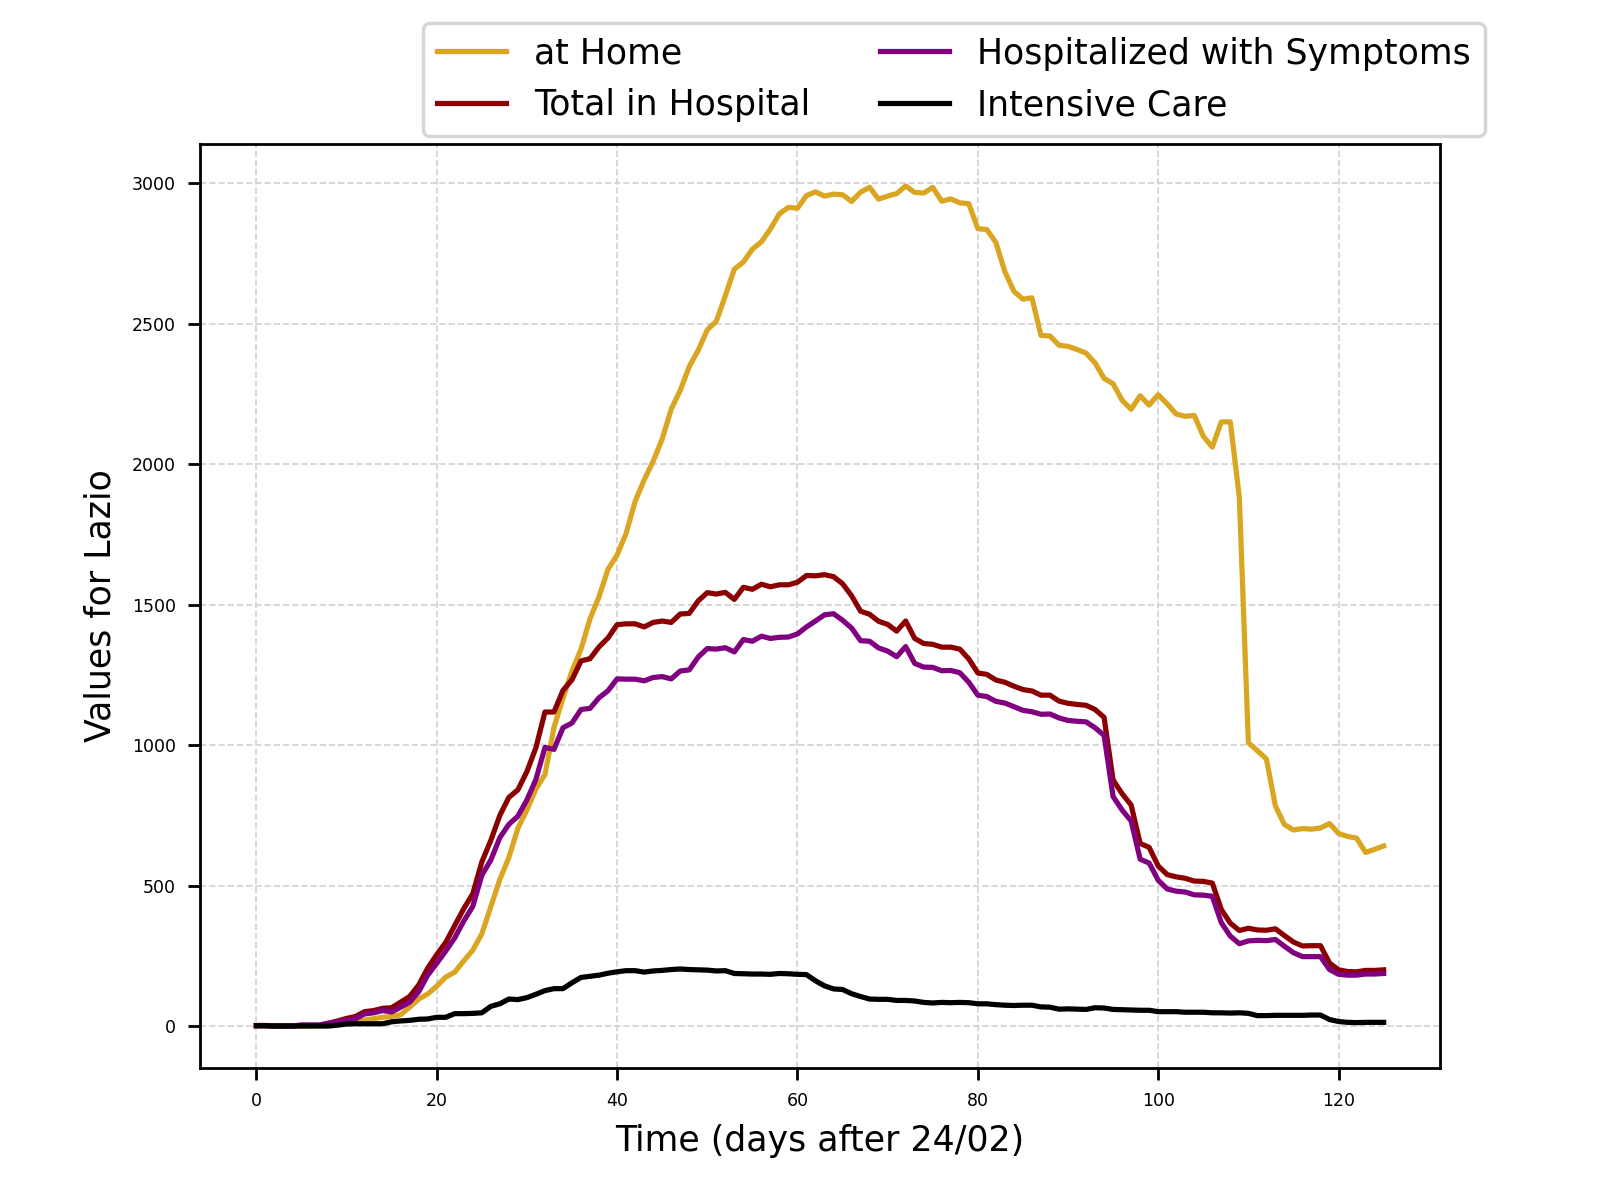 at Home
Total in Hospital
Hospitalized with Symptoms
Intensive Care
3000
2500
2000
1500
1000
500
0
Values for Lazio
0 20 40 60 80 100 120
Time (days after 24/02)